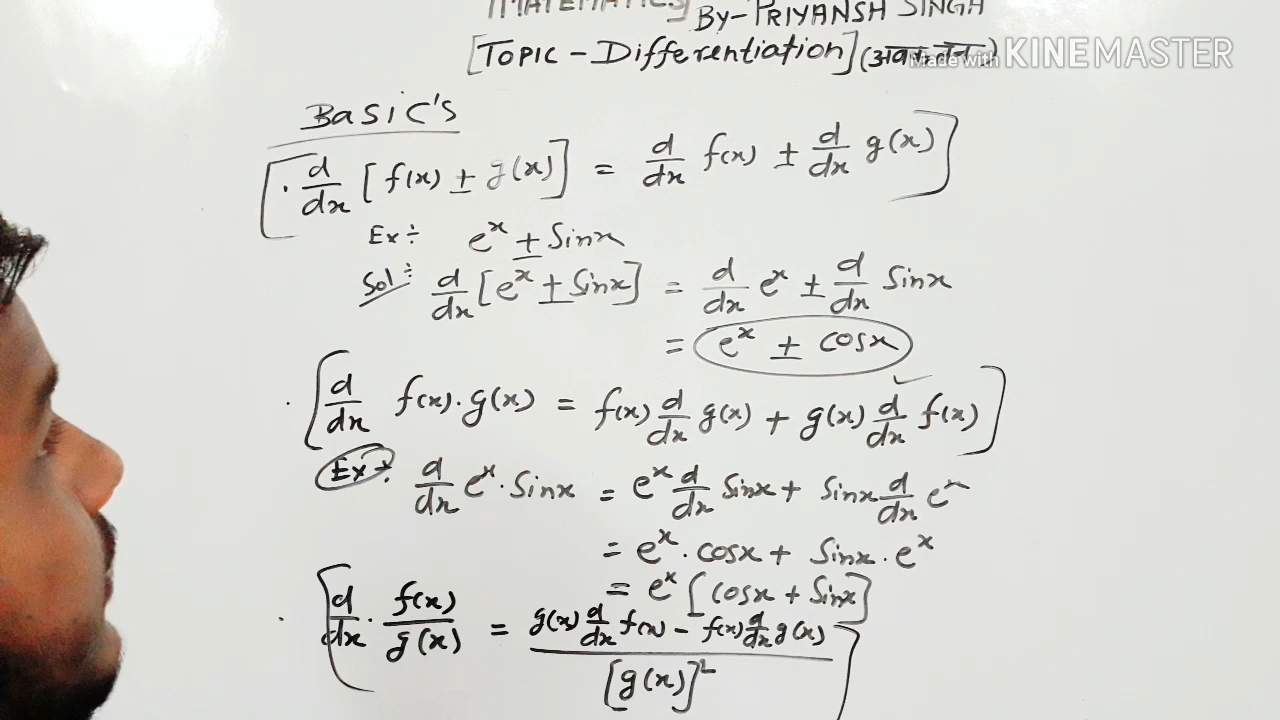 MATEMATICS
By-PRIYANSH SINGH
[TOPIC - Differentiation] (अवकलन)
Made with KINEMASTER
BASIC'S
[. d/dx [f(x) ± g(x)] = d/dx f(x) ± d/dx g(x)]
Ex÷ e^x ± Sinx
Sol÷ d/dx [e^x ± Sinx] = d/dx e^x ± d/dx Sinx
= e^x ± cosx
. [d/dx f(x)·g(x) = f(x) d/dx g(x) + g(x) d/dx f(x)]
Ex÷ d/dx e^x·Sinx = e^x d/dx Sinx + Sinx d/dx e^x
= e^x·cosx + Sinx·e^x
= e^x [cosx + Sinx]
. [d/dx · f(x)/g(x) = (g(x) d/dx f(x) - f(x) d/dx g(x))/[g(x)]^2]